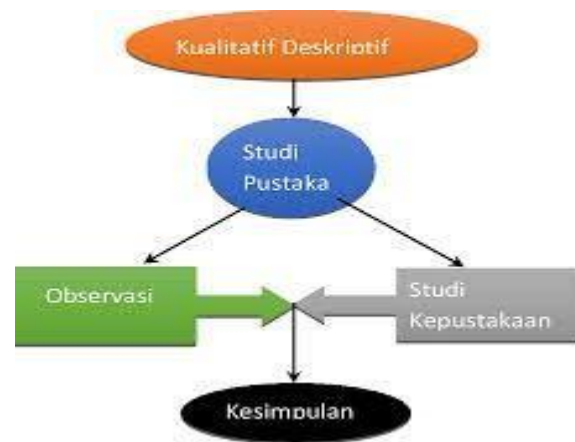 Kualitatif Deskriptif
Studi
Pustaka
Observasi
Studi
Kepustakaan
Kesimpulan